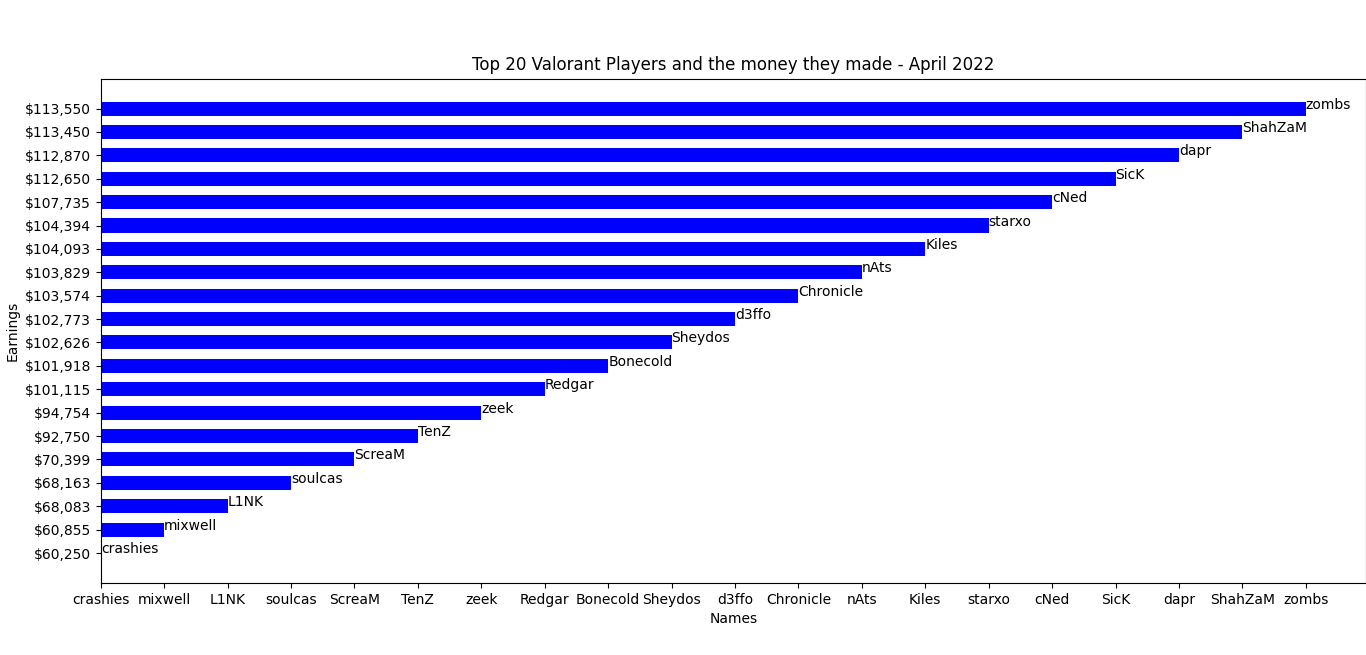 Top 20 Valorant Players and the money they made - April 2022
Earnings
$113,550 zombs
$113,450 ShahZaM
$112,870 dapr
$112,650 SicK
$107,735 cNed
$104,394 starxo
$104,093 Kiles
$103,829 nAts
$103,574 Chronicle
$102,773 d3ffo
$102,626 Sheydos
$101,918 Bonecold
$101,115 Redgar
$94,754 zeek
$92,750 TenZ
$70,399 ScreaM
$68,163 soulcas
$68,083 L1NK
$60,855 mixwell
$60,250 crashies
crashies mixwell L1NK soulcas ScreaM TenZ zeek Redgar Bonecold Sheydos d3ffo Chronicle nAts Kiles starxo cNed SicK dapr ShahZaM zombs
Names